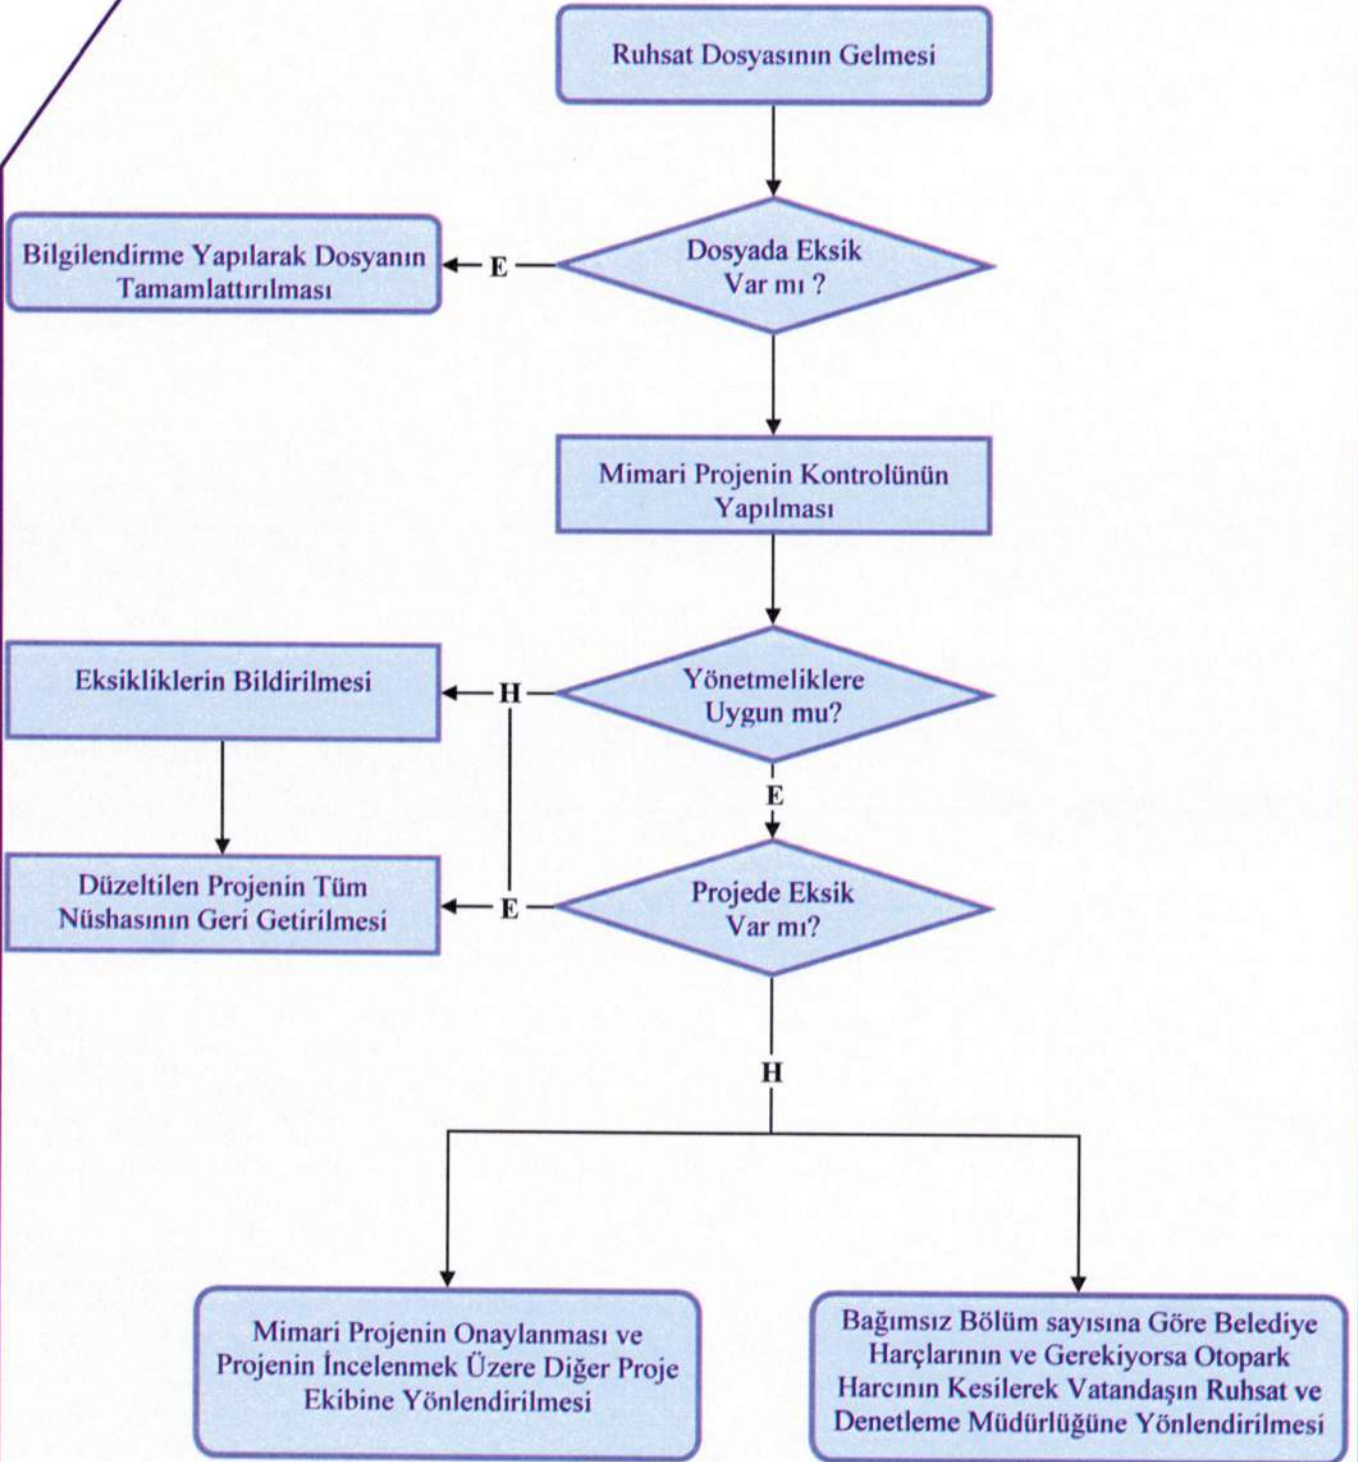 Ruhsat Dosyasının Gelmesi
Dosyada Eksik
Var mı ?
E
Bilgilendirme Yapılarak Dosyanın
Tamamlattırılması
Mimari Projenin Kontrolünün
Yapılması
Yönetmeliklere
Uygun mu?
H
Eksikliklerin Bildirilmesi
E
Projede Eksik
Var mı?
E
Düzeltilen Projenin Tüm
Nüshasının Geri Getirilmesi
H
Mimari Projenin Onaylanması ve
Projenin İncelenmek Üzere Diğer Proje
Ekibine Yönlendirilmesi
Bağımsız Bölüm sayısına Göre Belediye
Harçlarının ve Gerekiyorsa Otopark
Harcının Kesilerek Vatandaşın Ruhsat ve
Denetleme Müdürlüğüne Yönlendirilmesi